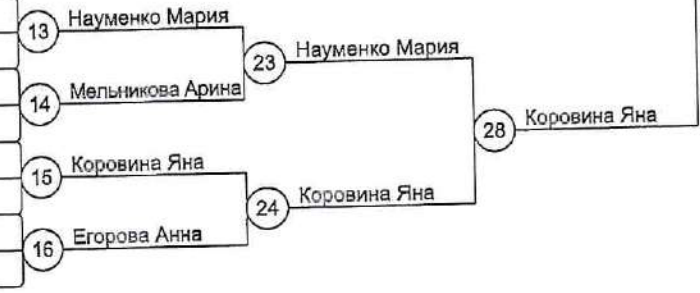 13 Науменко Мария
23 Науменко Мария
14 Мельникова Арина
28 Коровина Яна
15 Коровина Яна
24 Коровина Яна
16 Егорова Анна